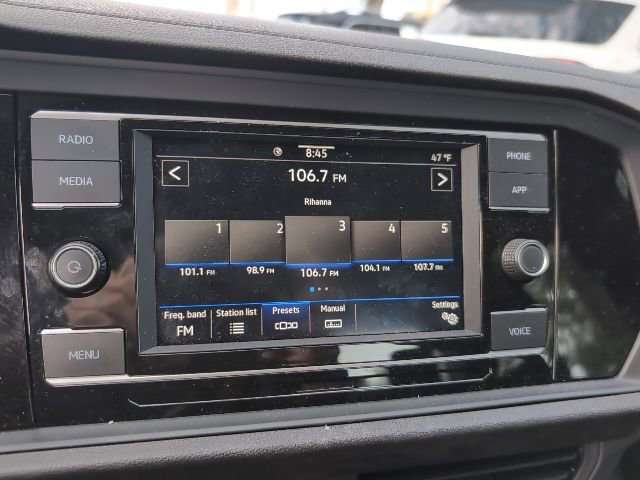 RADIO
MEDIA
MENU
8:45
47 °F
<
106.7 FM
>
Rihanna
1 2 3 4 5
101.1 FM 98.9 FM 106.7 FM 104.1 FM 107.7 FM
Freq. band Station list Presets Manual Settings
FM
PHONE
APP
VOICE